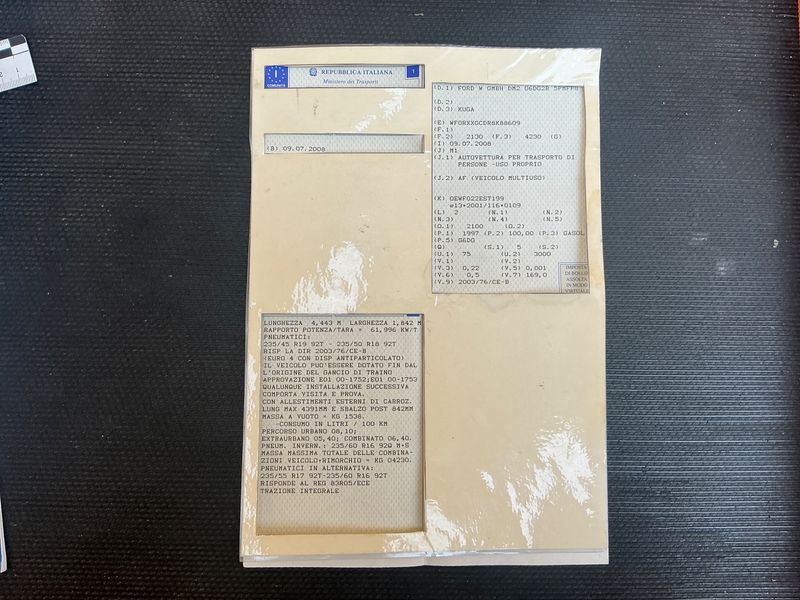 I
COMUNITÀ
REPUBBLICA ITALIANA
Ministero dei Trasporti
1
(B) 09.07.2008
(D.1) FORD W GMBH DM2 G6DG2R 5PMFP8
(D.2)
(D.3) KUGA
(E) WF0RXXGCDR8K88609
(F.1)
(F.2) 2130 (F.3) 4230 (G)
(I) 09.07.2008
(J) M1
(J.1) AUTOVETTURA PER TRASPORTO DI
PERSONE -USO PROPRIO
(J.2) AF (VEICOLO MULTIUSO)
(K) OEWF022EST199
e13*2001/116*0109
(L) 2 (N.1) (N.2)
(N.3) (N.4) (N.5)
(O.1) 2100 (O.2)
(P.1) 1997 (P.2) 100,00 (P.3) GASOL
(P.5) G6DG
(Q) (S.1) 5 (S.2)
(U.1) 75 (U.2) 3000
(V.1) (V.2)
(V.3) 0,22 (V.5) 0,001
(V.6) 0,5 (V.7) 169,0
(V.9) 2003/76/CE-B
IMPOSTA
DI BOLLO
ASSOLTA
IN MODO
VIRTUALE
LUNGHEZZA 4,443 M LARGHEZZA 1,842 M
RAPPORTO POTENZA/TARA = 61,996 KW/T
PNEUMATICI:
235/45 R19 92T - 235/50 R18 92T
RISP LA DIR 2003/76/CE-B
(EURO 4 CON DISP ANTIPARTICOLATO)
IL VEICOLO PUO'ESSERE DOTATO FIN DAL
L'ORIGINE DEL GANCIO DI TRAINO
APPROVAZIONE E01 00-1752;E01 00-1753
QUALUNQUE INSTALLAZIONE SUCCESSIVA
COMPORTA VISITA E PROVA.
CON ALLESTIMENTI ESTERNI DI CARROZ.
LUNG MAX 4391MM E SBALZO POST 842MM
MASSA A VUOTO = KG 1538.
-CONSUMO IN LITRI / 100 KM
PERCORSO URBANO 08,10;
EXTRAURBANO 05,40; COMBINATO 06,40.
PNEUM. INVERN.: 235/60 R16 92Q M+S
MASSA MASSIMA TOTALE DELLE COMBINA-
ZIONI VEICOLO+RIMORCHIO = KG 04230.
PNEUMATICI IN ALTERNATIVA:
235/55 R17 92T-235/60 R16 92T
RISPONDE AL REG 83R05/ECE
TRAZIONE INTEGRALE